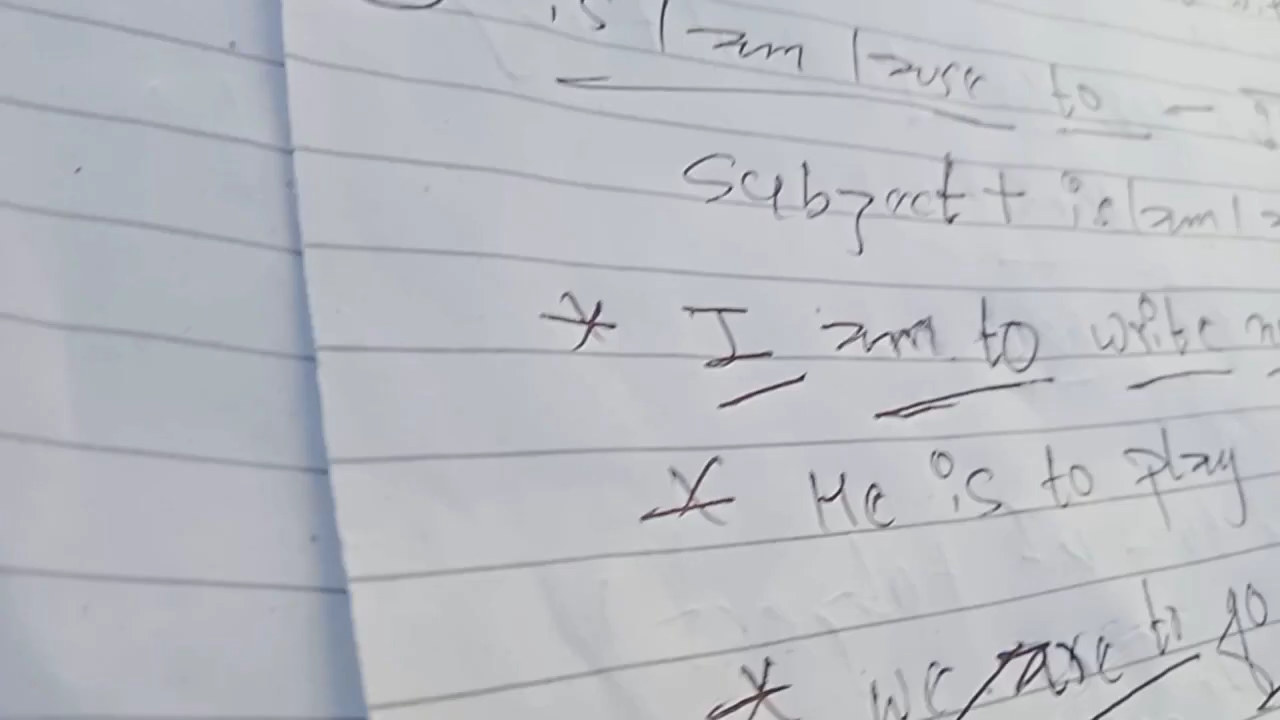 is / am / are to -
Subject + is / am /
* I am to write
* He is to play
* We are to go